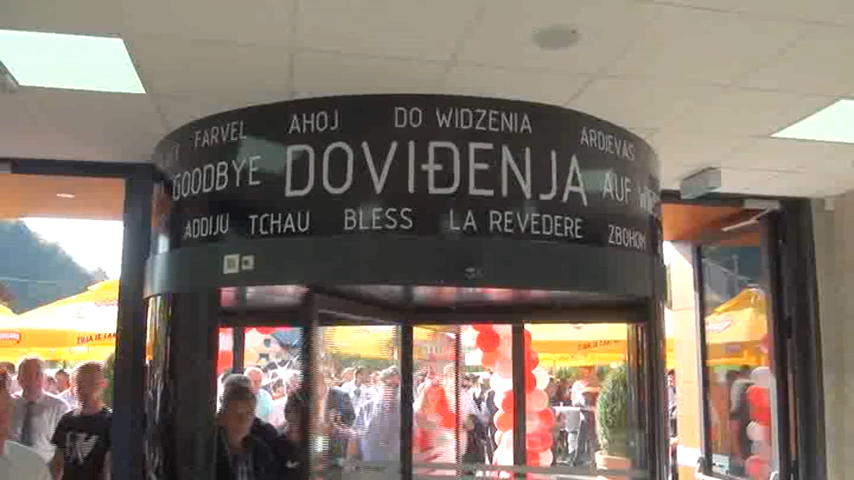 FARVEL AHOJ DO WIDZENIA ARDIEVAS
GOODBYE DOVIĐENJA AUF
ADDIJU TCHAU BLESS LA REVEDERE ZBOHOM